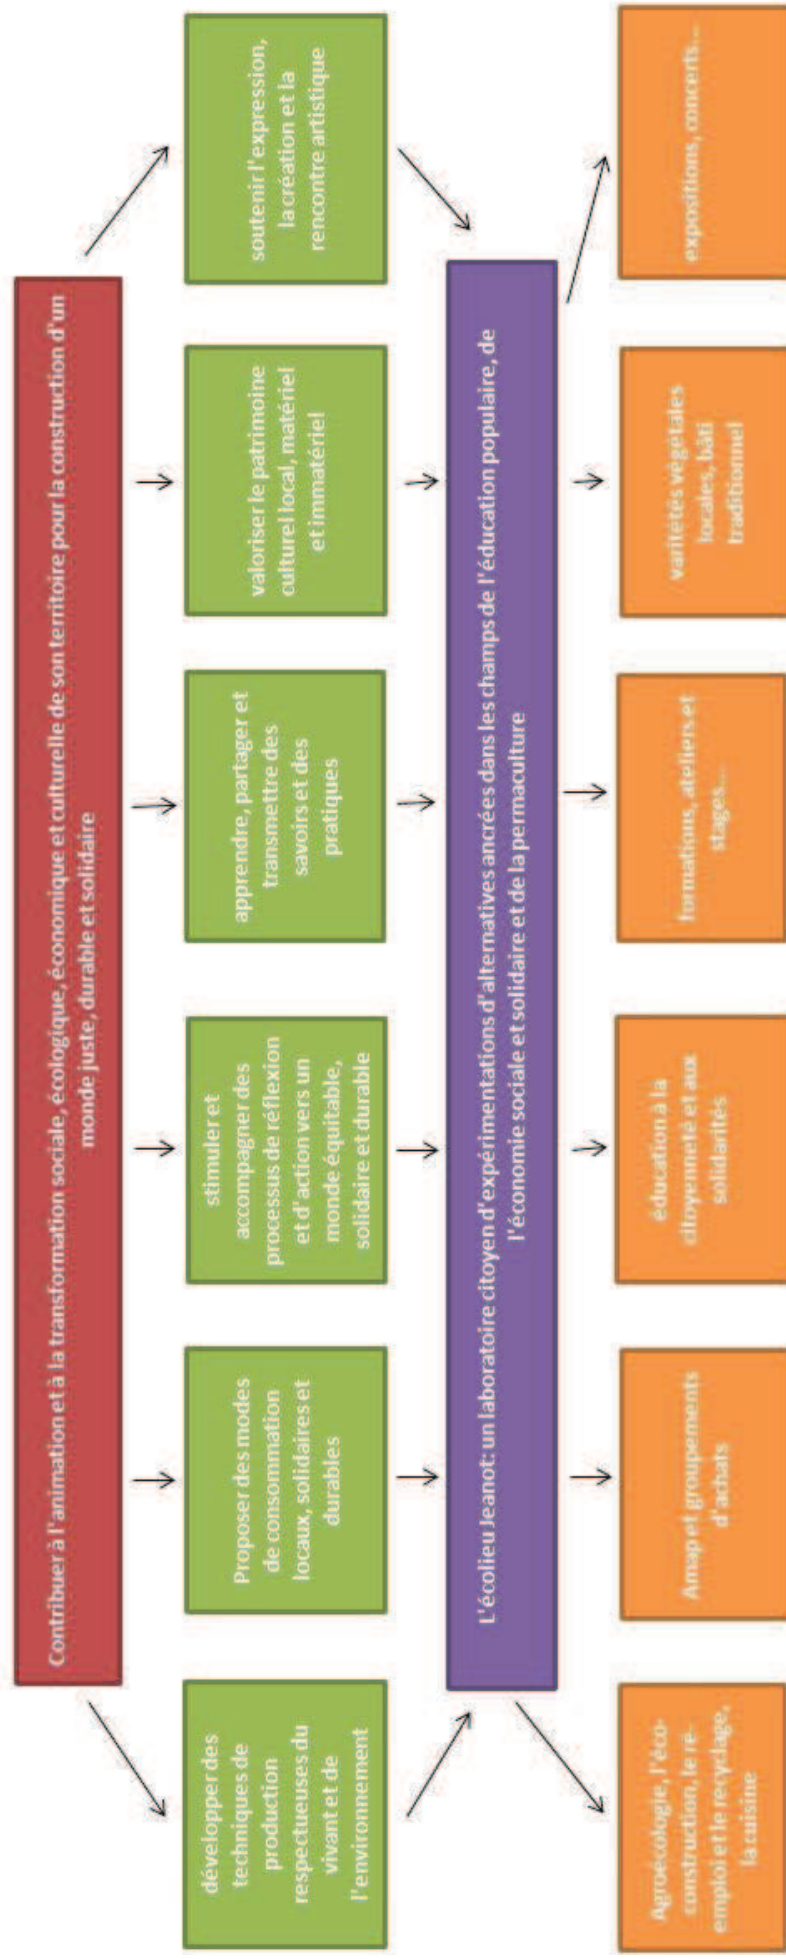 Contribuer à l'animation et à la transformation sociale, écologique, économique et culturelle de son territoire pour la construction d'un
monde juste, durable et solidaire
développer des
techniques de
production
respectueuses du
vivant et de
l'environnement
Proposer des modes
de consommation
locaux, solidaires et
durables
stimuler et
accompagner des
processus de réflexion
et d'action vers un
monde équitable,
solidaire et durable
apprendre, partager et
transmettre des
savoirs et des
pratiques
valoriser le patrimoine
culturel local, matériel
et immatériel
soutenir l'expression,
la création et la
rencontre artistique
L'écolieu Jeanot: un laboratoire citoyen d'expérimentations d'alternatives ancrées dans les champs de l'éducation populaire, de
l'économie sociale et solidaire et de la permaculture
Agroécologie, l'éco-
construction, le ré-
emploi et le recyclage,
la cuisine
Amap et groupements
d'achats
éducation à la
citoyenneté et aux
solidarités
formations, ateliers et
stages...
varitétés végétales
locales, bâti
traditionnel
expositions, concerts...